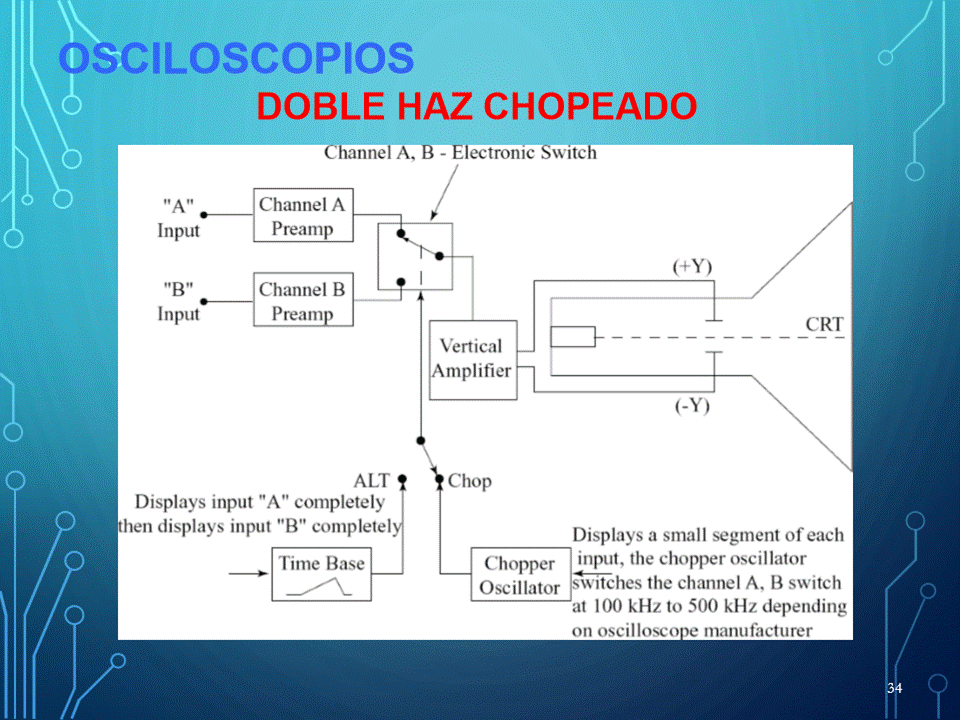 OSCILOSCOPIOS
DOBLE HAZ CHOPEADO
Channel A, B - Electronic Switch
"A"
Input
Channel A
Preamp
"B"
Input
Channel B
Preamp
(+Y)
CRT
Vertical
Amplifier
(-Y)
ALT
Chop
Displays input "A" completely
then displays input "B" completely
Time Base
Chopper
Oscillator
Displays a small segment of each
input, the chopper oscillator
switches the channel A, B switch
at 100 kHz to 500 kHz depending
on oscilloscope manufacturer
34